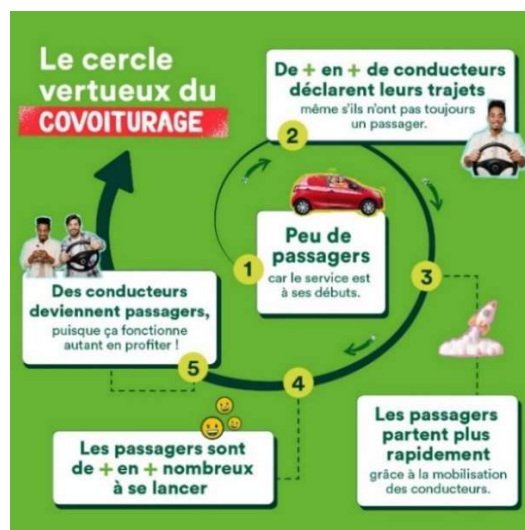 Le cercle
vertueux du
COVOITURAGE
1
Peu de
passagers
car le service est
à ses débuts.
2
De + en + de conducteurs
déclarent leurs trajets
même s'ils n'ont pas toujours
un passager.
3
Les passagers
partent plus
rapidement
grâce à la mobilisation
des conducteurs.
4
Les passagers sont
de + en + nombreux
à se lancer
5
Des conducteurs
deviennent passagers,
puisque ça fonctionne
autant en profiter !